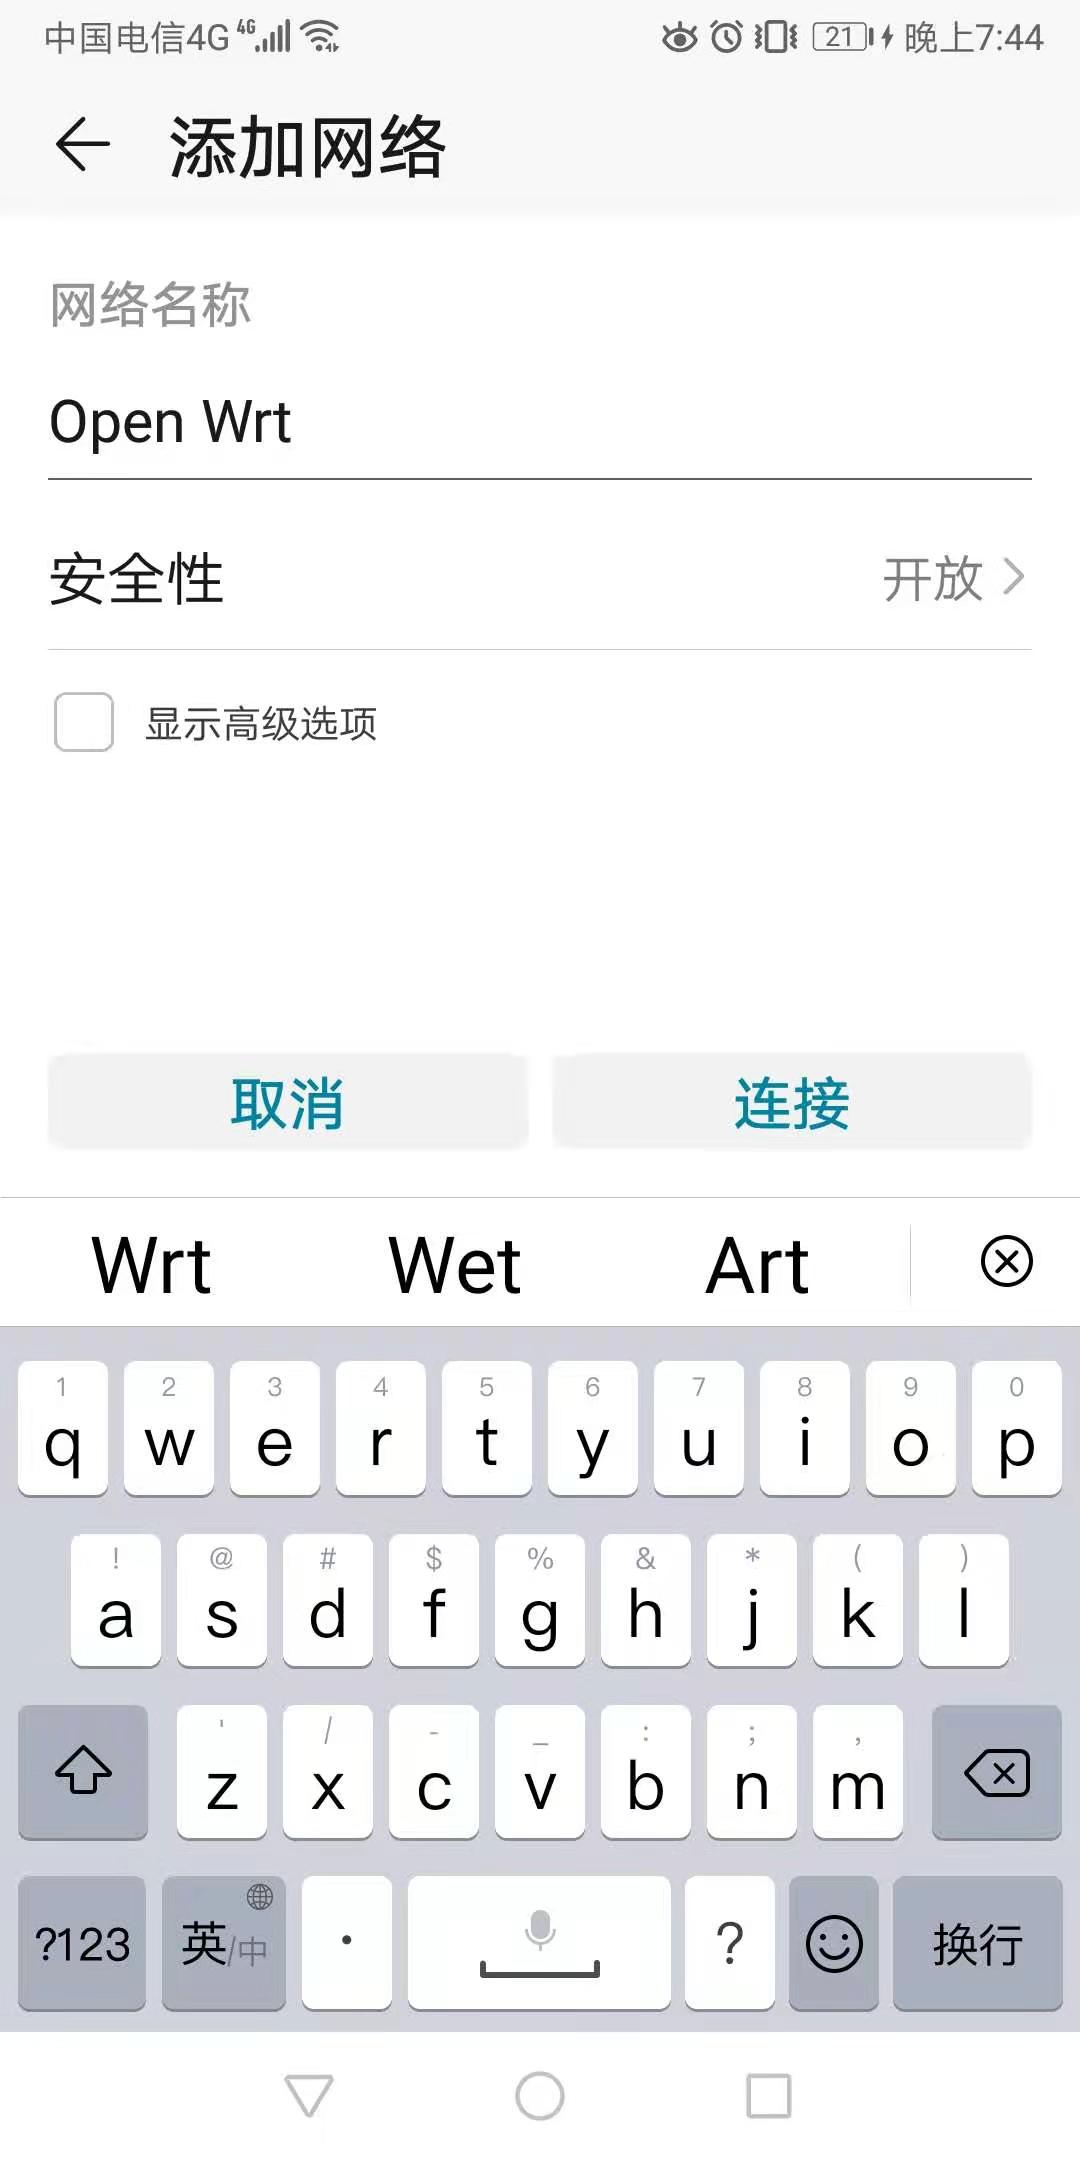 中国电信4G 4G 21 晚上7:44
添加网络
网络名称
Open Wrt
安全性 开放
显示高级选项
取消 连接
Wrt Wet Art
1 2 3 4 5 6 7 8 9 0
q w e r t y u i o p
! @ # $ % & * ( )
a s d f g h j k l
' / - _ : ; ,
z x c v b n m
?123 英/中 · ? 换行